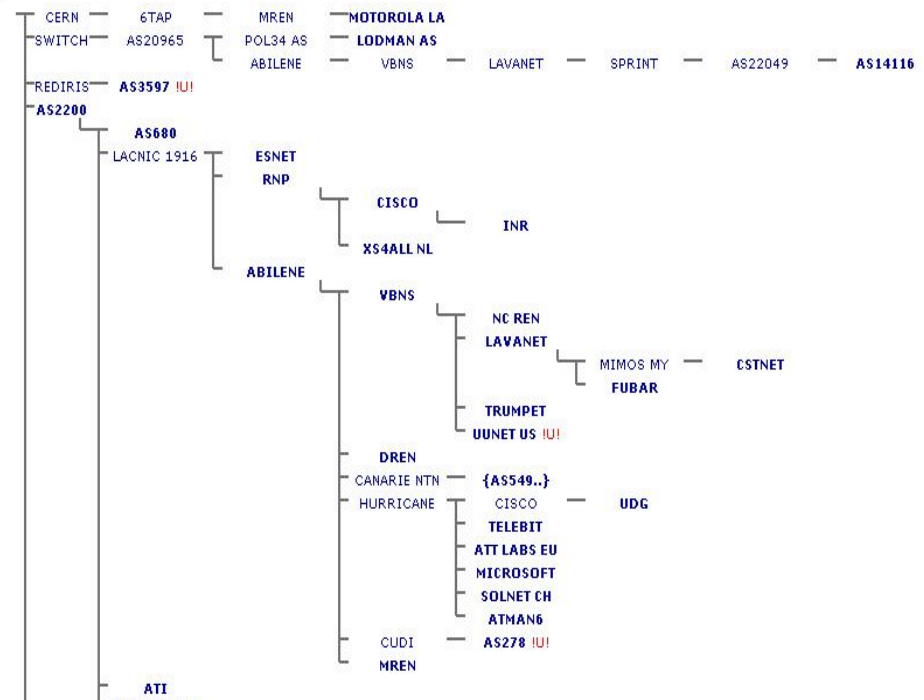 CERN 6TAP MREN MOTOROLA LA
SWITCH AS20965 POL34 AS LODMAN AS
ABILENE VBNS LAVANET SPRINT AS22049 AS14116
REDIRIS AS3597 !U!
AS2200
AS680
LACNIC 1916 ESNET
RNP
CISCO
INR
XS4ALL NL
ABILENE
VBNS
NC REN
LAVANET
MIMOS MY CSTNET
FUBAR
TRUMPET
UUNET US !U!
DREN
CANARIE NTN {AS549..}
HURRICANE CISCO UDG
TELEBIT
ATT LABS EU
MICROSOFT
SOLNET CH
ATMAN6
CUDI AS278 !U!
MREN
ATI